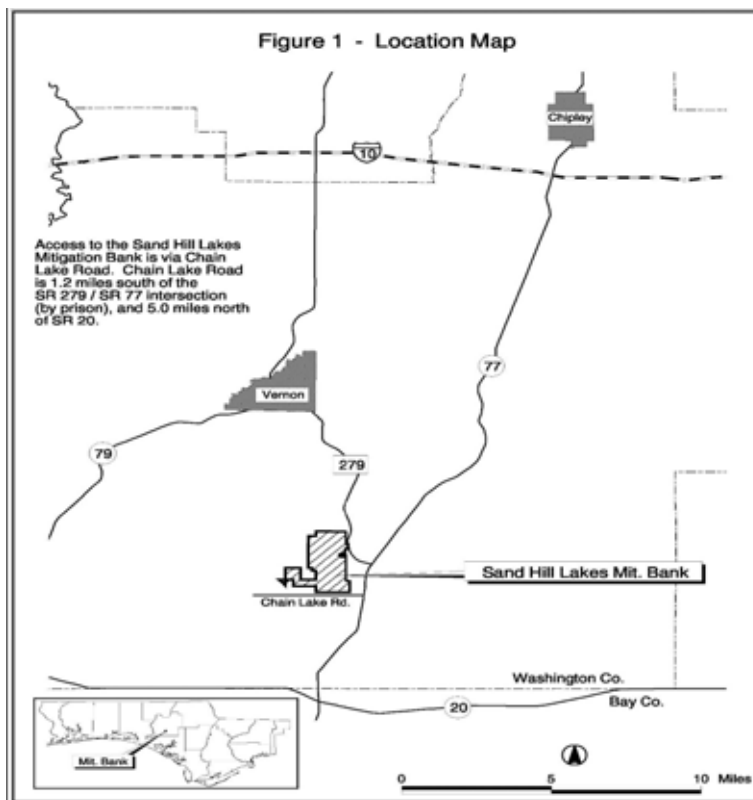 Figure 1 - Location Map
Chipley
10
Access to the Sand Hill Lakes
Mitigation Bank is via Chain
Lake Road. Chain Lake Road
is 1.2 miles south of the
SR 279 / SR 77 intersection
(by prison), and 5.0 miles north
of SR 20.
77
Vernon
79
279
Sand Hill Lakes Mit. Bank
Chain Lake Rd.
Washington Co.
Bay Co.
20
Mit. Bank
0
5
10
Miles